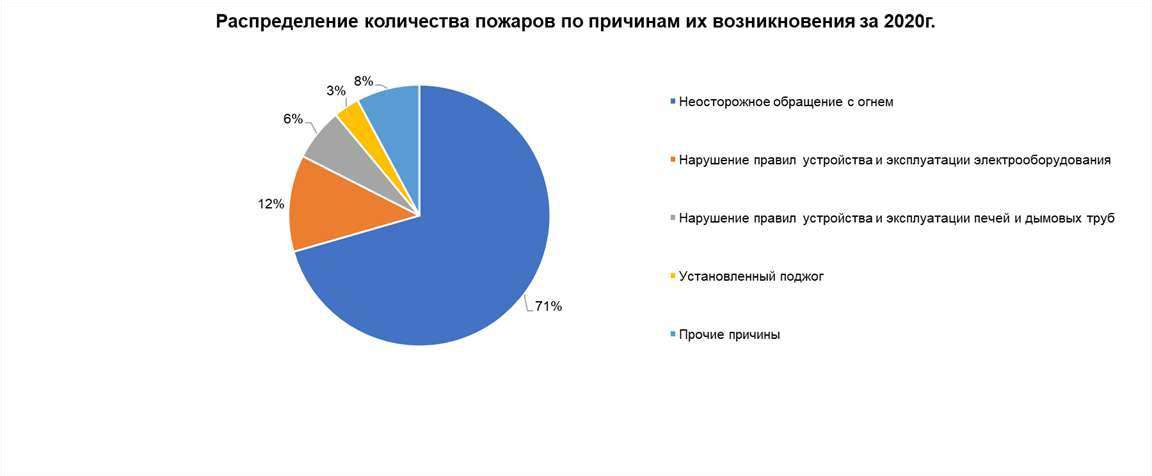 Распределение количества пожаров по причинам их возникновения за 2020г.
8%
3%
6%
12%
71%
Неосторожное обращение с огнем
Нарушение правил устройства и эксплуатации электрооборудования
Нарушение правил устройства и эксплуатации печей и дымовых труб
Установленный поджог
Прочие причины